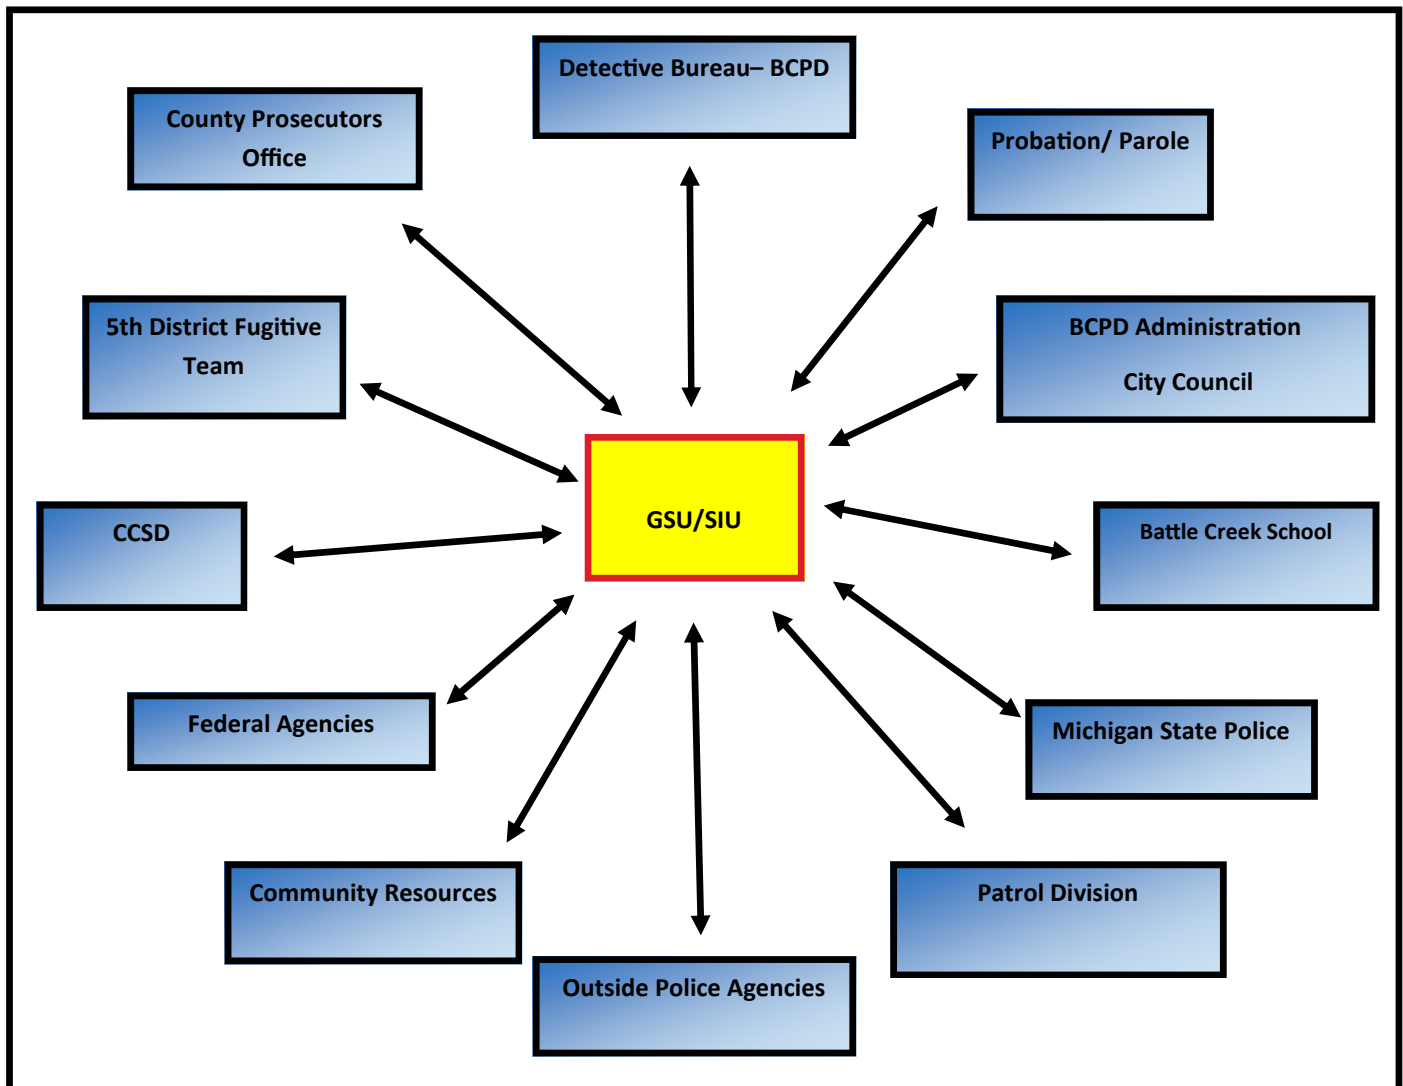 Detective Bureau– BCPD
County Prosecutors
Office
Probation/ Parole
5th District Fugitive
Team
BCPD Administration
City Council
GSU/SIU
CCSD
Battle Creek School
Federal Agencies
Michigan State Police
Community Resources
Patrol Division
Outside Police Agencies